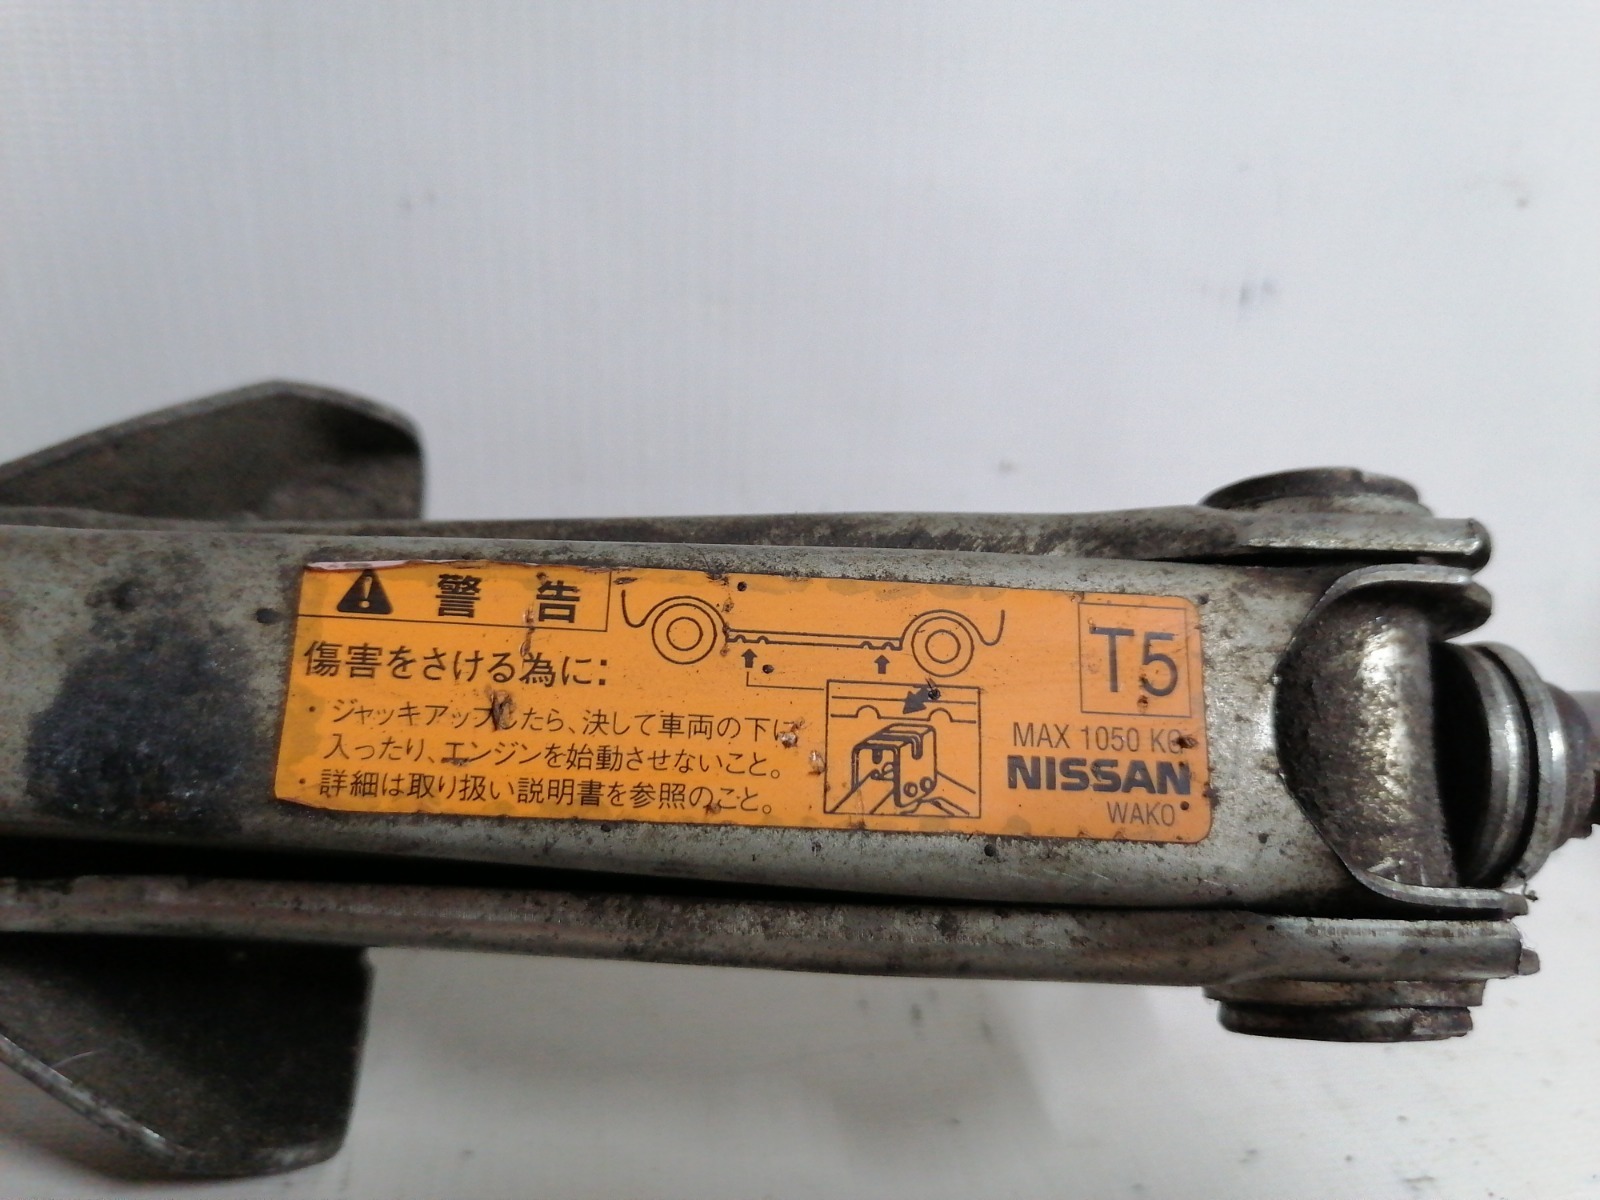 警告
傷害をさける為に:
・ジャッキアップしたら、決して車両の下に
入ったり、エンジンを始動させないこと。
・詳細は取り扱い説明書を参照のこと。
T5
MAX 1050 KG
NISSAN
WAKO